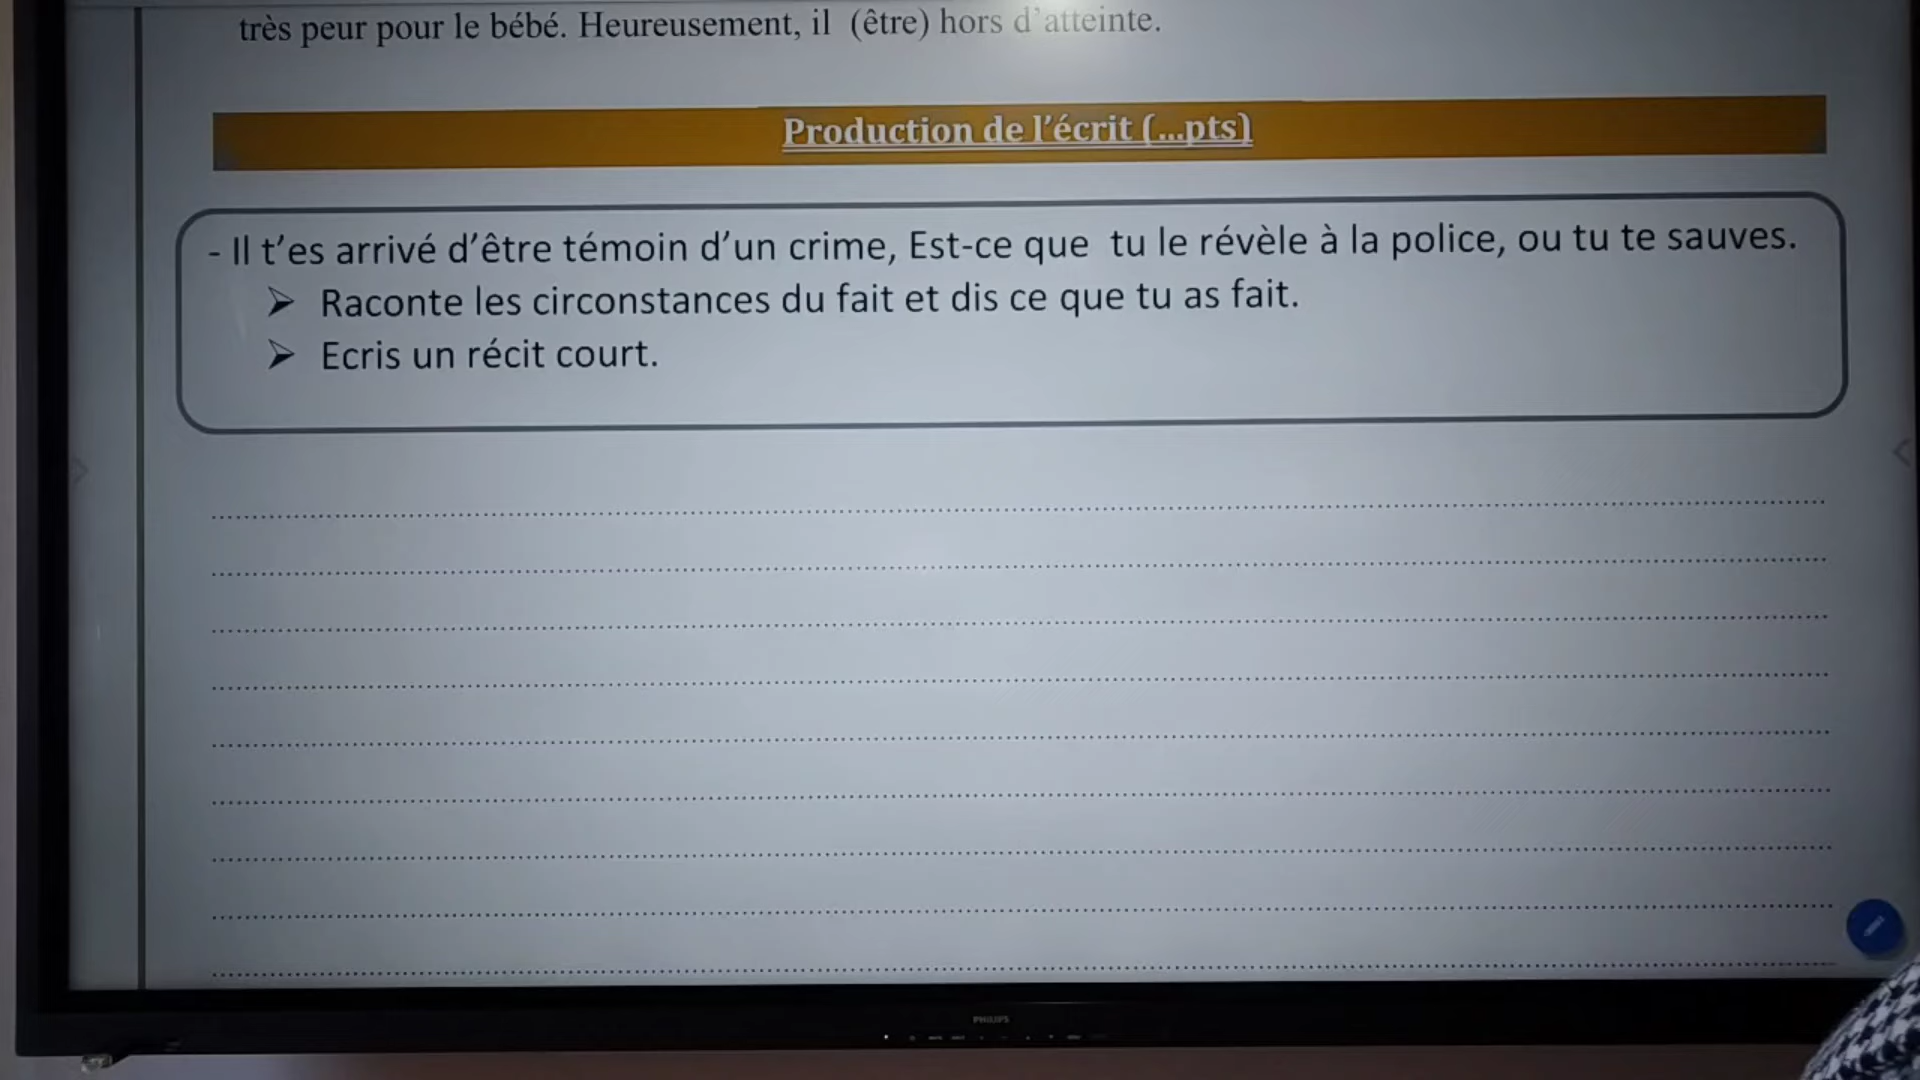 très peur pour le bébé. Heureusement, il (être) hors d'atteinte.
Production de l'écrit (...pts)
- Il t'es arrivé d'être témoin d'un crime, Est-ce que tu le révèle à la police, ou tu te sauves.
➢ Raconte les circonstances du fait et dis ce que tu as fait.
➢ Ecris un récit court.
PHILIPS